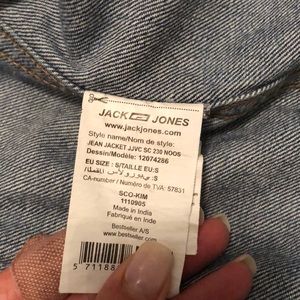 JACK JONES
www.jackjones.com
Style name/Nom de style:
JEAN JACKET JJVC SC 230 NOOS
Dessin/Modèle: 12074286
EU SIZE : S/TAILLE EU:S
CA-number / Numéro de TVA: 57831
SCO-KIM
1110905
Made in India
Fabriqué en Inde
Bestseller A/S
www.bestseller.com
5 71188